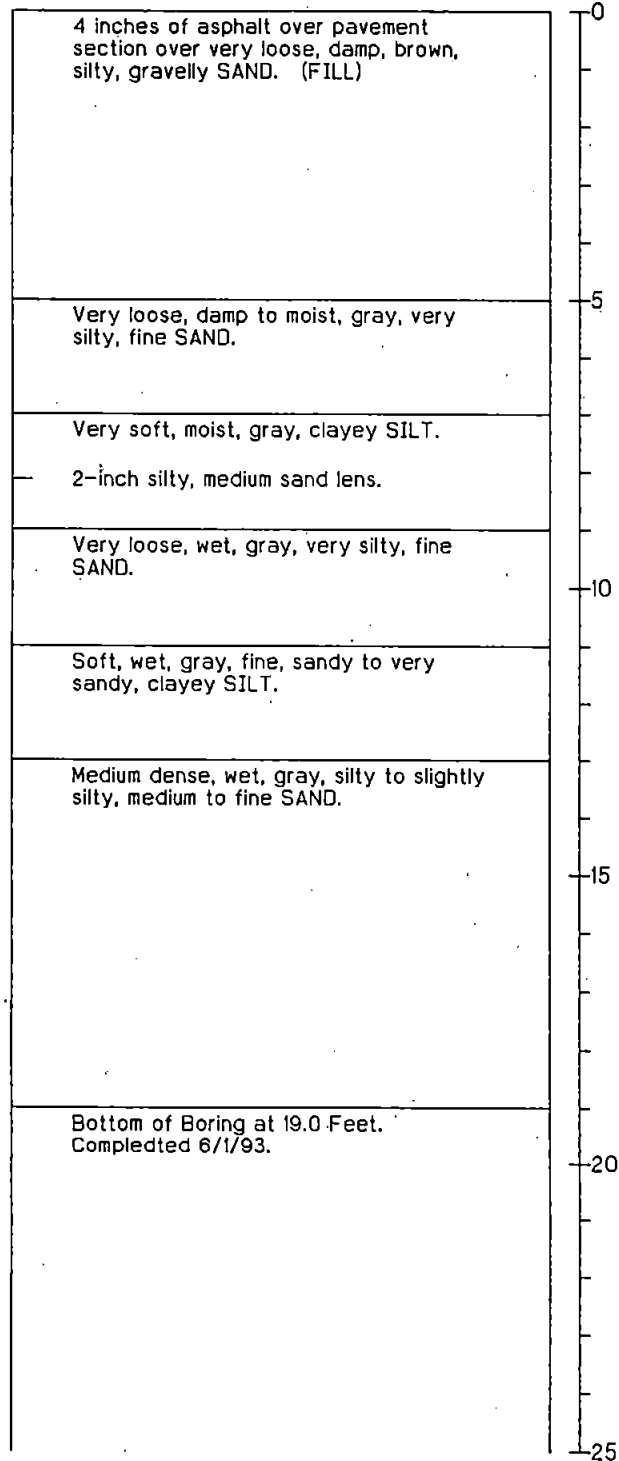 4 inches of asphalt over pavement
section over very loose, damp, brown,
silty, gravelly SAND. (FILL)
0
5
Very loose, damp to moist, gray, very
silty, fine SAND.
Very soft, moist, gray, clayey SILT.
2-inch silty, medium sand lens.
Very loose, wet, gray, very silty, fine
SAND.
10
Soft, wet, gray, fine, sandy to very
sandy, clayey SILT.
Medium dense, wet, gray, silty to slightly
silty, medium to fine SAND.
15
Bottom of Boring at 19.0 Feet.
Compledted 6/1/93.
20
25